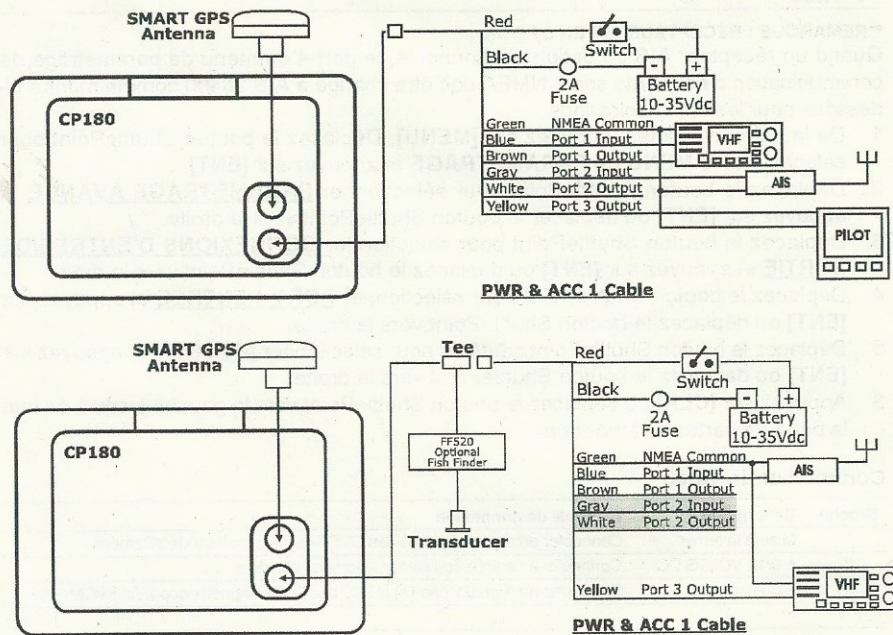 SMART GPS
Antenna
CP180
Red
Black
Switch
2A
Fuse
Battery
10-35Vdc
Green NMEA Common
Blue Port 1 Input
Brown Port 1 Output
Gray Port 2 Input
White Port 2 Output
Yellow Port 3 Output
VHF
AIS
PILOT
PWR & ACC 1 Cable
SMART GPS
Antenna
CP180
Tee
FF520
Optional
Fish Finder
Transducer
Red
Black
Switch
2A
Fuse
Battery
10-35Vdc
Green NMEA Common
Blue Port 1 Input
Brown Port 1 Output
Gray Port 2 Input
White Port 2 Output
Yellow Port 3 Output
AIS
VHF
PWR & ACC 1 Cable